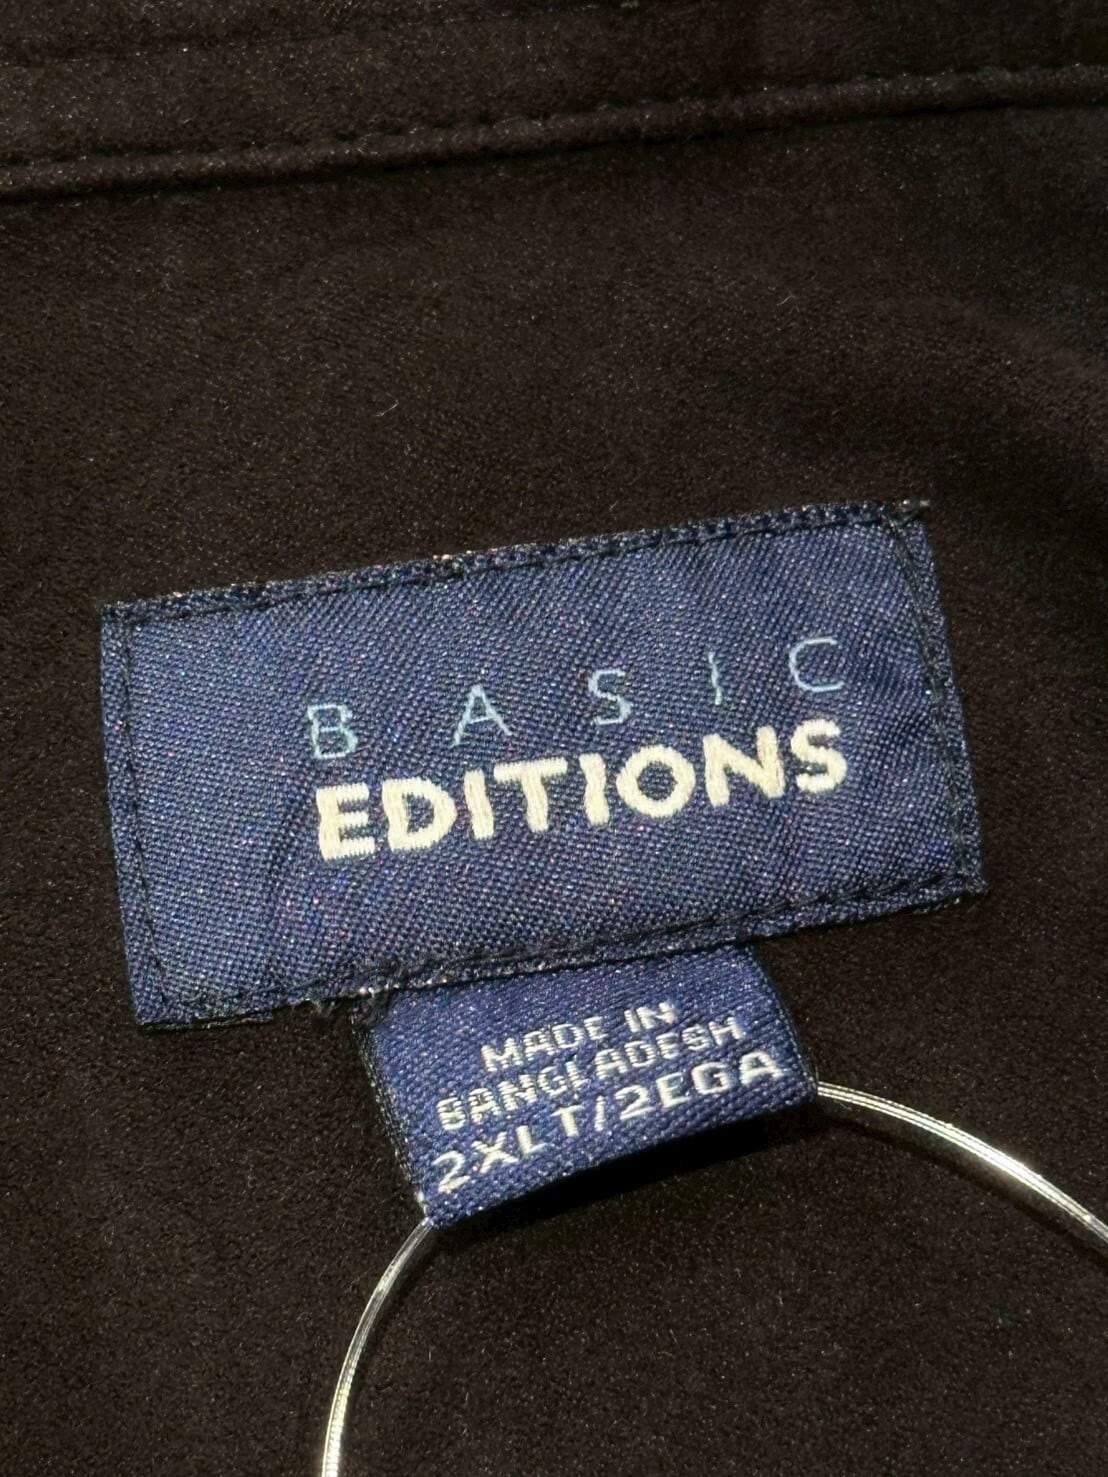 BASIC
EDITIONS
MADE IN
BANGLADESH
2XLT/2EGA